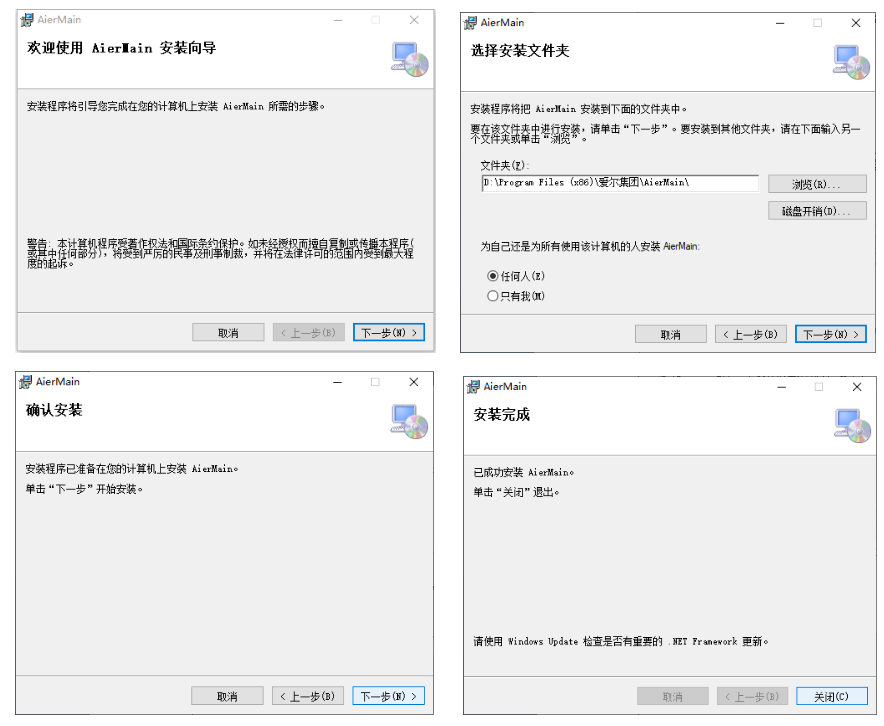 AierMain
欢迎使用 AierMain 安装向导
安装程序将引导您完成在您的计算机上安装 AierMain 所需的步骤。
警告: 本计算机程序受著作权法和国际条约保护。如未经授权而擅自复制或传播本程序(
或其中任何部分)，将受到严厉的民事及刑事制裁，并将在法律许可的范围内受到最大程
度的起诉。
取消
< 上一步(B)
下一步(N) >
AierMain
选择安装文件夹
安装程序将把 AierMain 安装到下面的文件夹中。
要在该文件夹中进行安装，请单击“下一步”。要安装到其他文件夹，请在下面输入另一
个文件夹或单击“浏览”。
文件夹(F):
D:\Program Files (x86)\爱尔集团\AierMain\
浏览(R)...
磁盘开销(D)...
为自己还是为所有使用该计算机的人安装 AierMain:
任何人(E)
只有我(M)
取消
< 上一步(B)
下一步(N) >
AierMain
确认安装
安装程序已准备在您的计算机上安装 AierMain。
单击“下一步”开始安装。
取消
< 上一步(B)
下一步(N) >
AierMain
安装完成
已成功安装 AierMain。
单击“关闭”退出。
请使用 Windows Update 检查是否有重要的 .NET Framework 更新。
取消
< 上一步(B)
关闭(C)